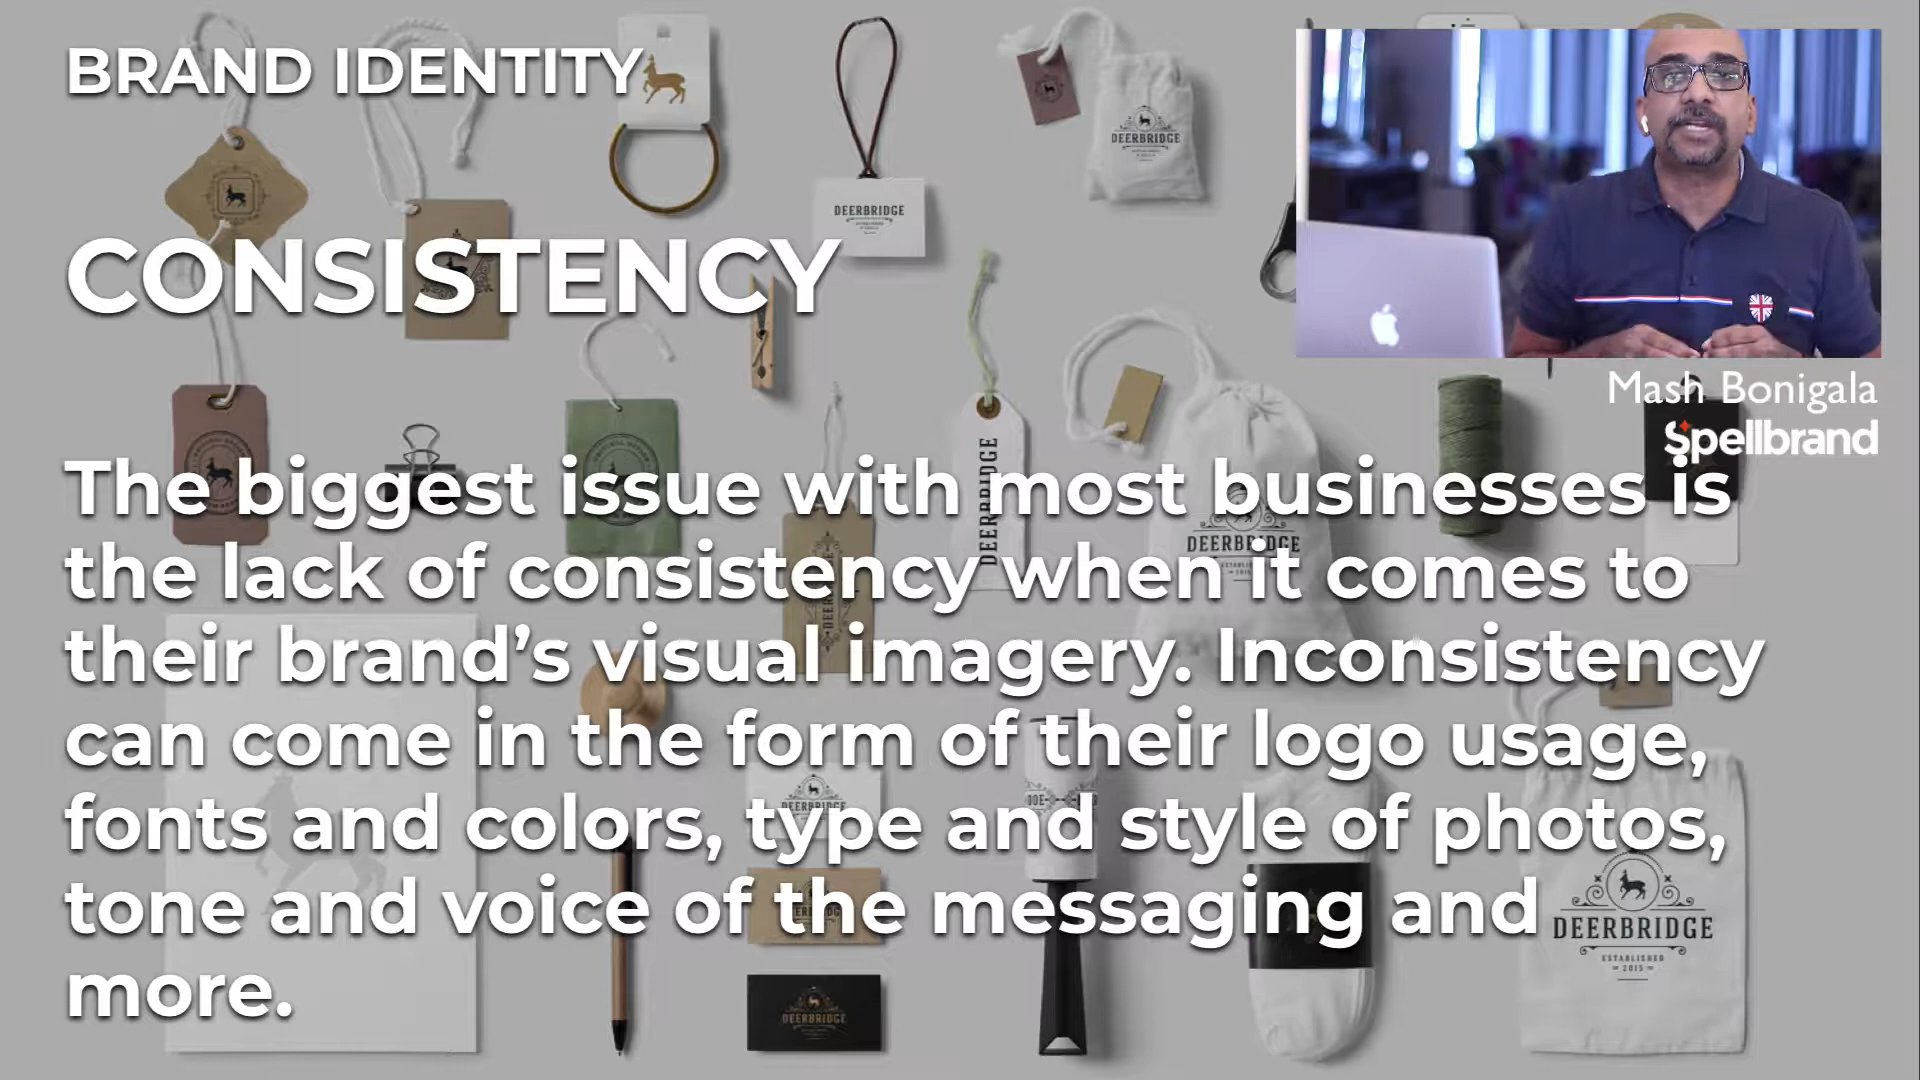 BRAND IDENTITY
CONSISTENCY
Mash Bonigala
Spellbrand
The biggest issue with most businesses is
the lack of consistency when it comes to
their brand’s visual imagery. Inconsistency
can come in the form of their logo usage,
fonts and colors, type and style of photos,
tone and voice of the messaging and
more.
DEERBRIDGE
DEERBRIDGE
DEERBRIDGE
DEERBRIDGE
DEERBRIDGE
DEERBRIDGE
ESTABLISHED
2015
DEERBRIDGE